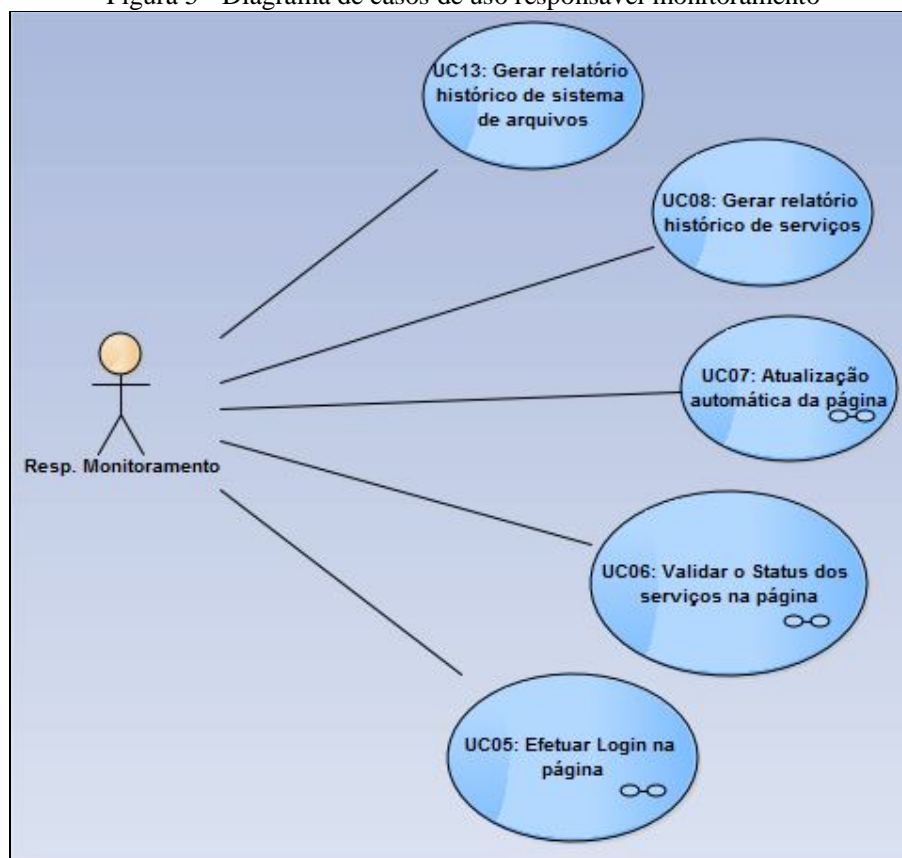 Figura 3 - Diagrama de casos de uso responsável monitoramento
UC13: Gerar relatório
histórico de sistema
de arquivos
UC08: Gerar relatório
histórico de serviços
UC07: Atualização
automática da página
Resp. Monitoramento
UC06: Validar o Status dos
serviços na página
UC05: Efetuar Login na
página